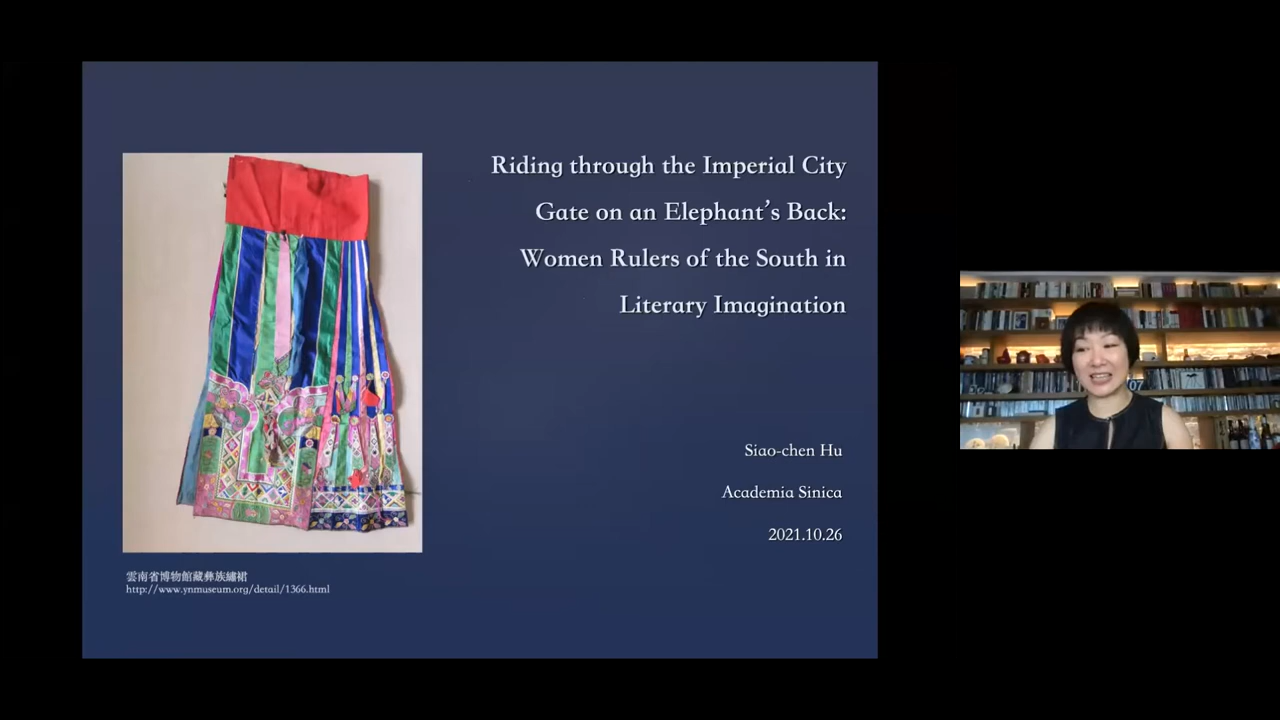 Riding through the Imperial City
Gate on an Elephant's Back:
Women Rulers of the South in
Literary Imagination
Siao-chen Hu
Academia Sinica
2021.10.26
雲南省博物館藏彝族繡裙
http://www.ynmuseum.org/detail/1366.html
07